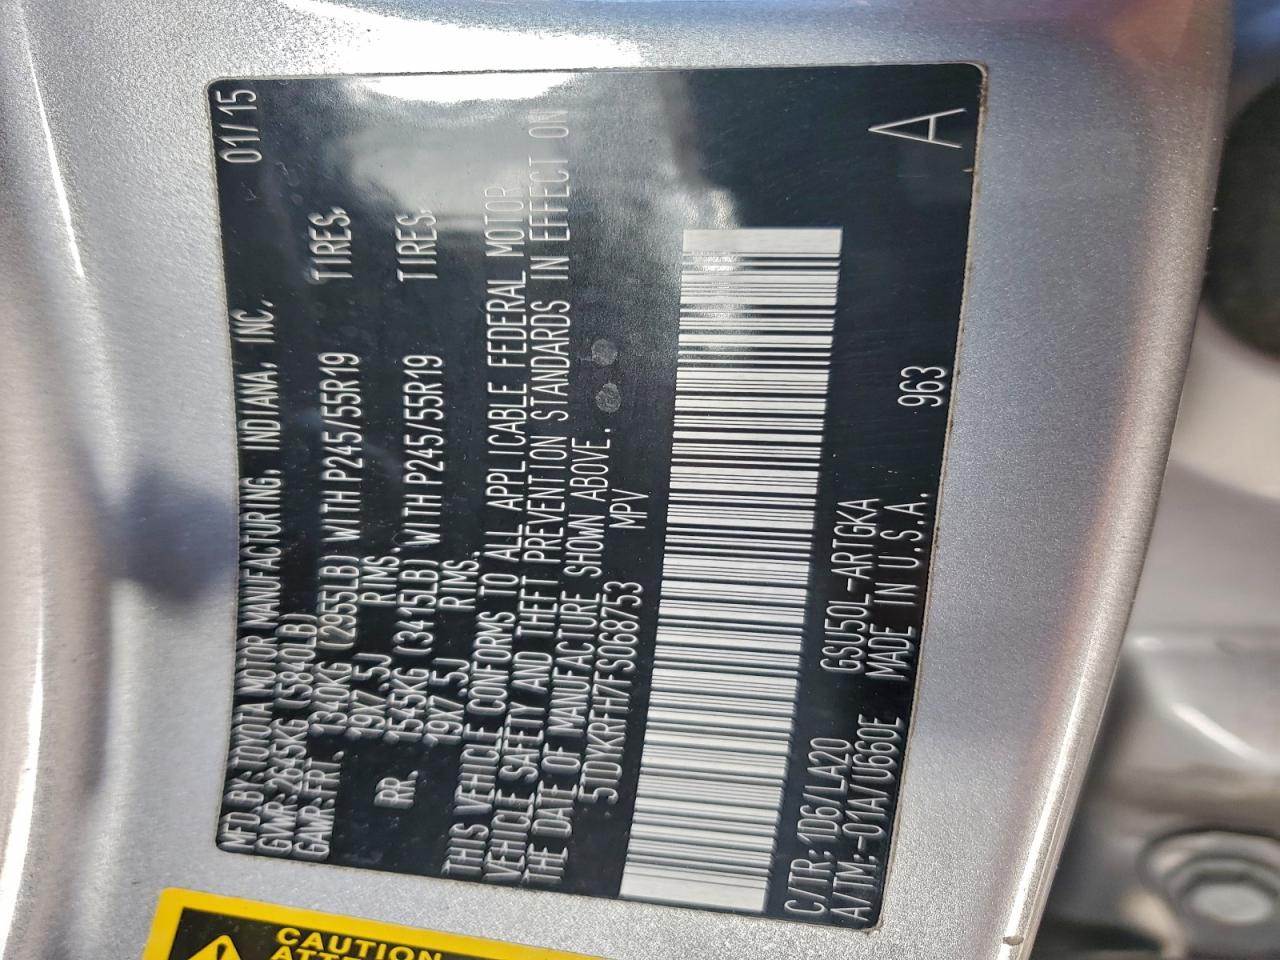 MFD. BY: TOYOTA MOTOR MANUFACTURING, INDIANA, INC. 01/15
GVWR: 2645KG (5840LB)
GAWR: FRT. 1340KG (2955LB) WITH P245/55R19 TIRES,
19X7.5J RIMS.
RR. 1545KG (3415LB) WITH P245/55R19 TIRES,
19X7.5J RIMS.
THIS VEHICLE CONFORMS TO ALL APPLICABLE FEDERAL MOTOR
VEHICLE SAFETY AND THEFT PREVENTION STANDARDS IN EFFECT ON
THE DATE OF MANUFACTURE SHOWN ABOVE.
5TDKRFH7FS068753 MPV
C/TR: 1D6/LA20 GSU50L-ARTGKA
A/TM: -01A/U660E MADE IN U.S.A. 963 A
CAUTION